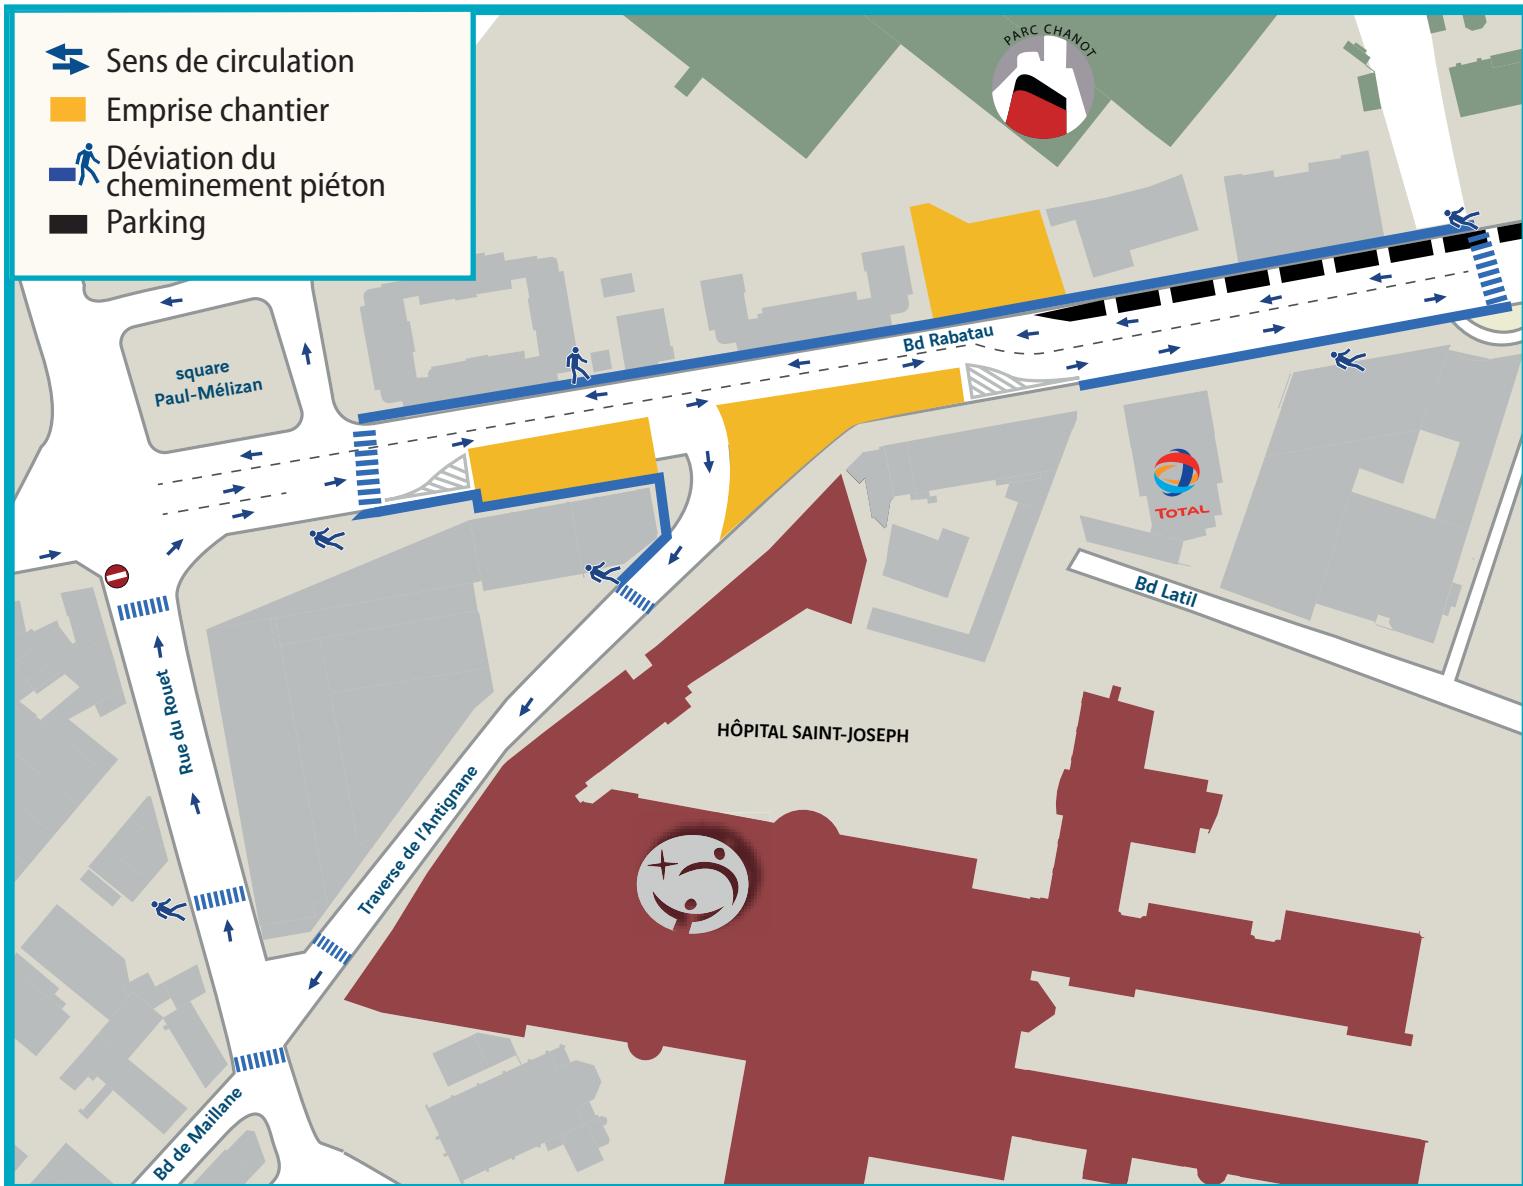 Sens de circulation
Emprise chantier
Déviation du
cheminement piéton
Parking
PARC CHANOT
Bd Rabatau
square
Paul-Mélizan
TOTAL
Bd Latil
Rue du Rouet
HÔPITAL SAINT-JOSEPH
Traverse de l'Antignane
Bd de Maillane